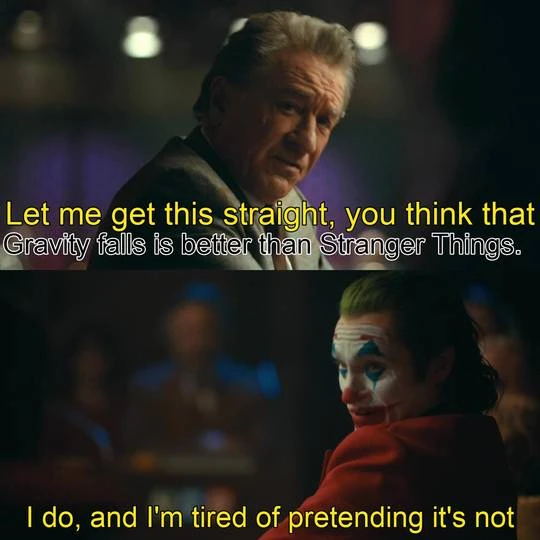 Let me get this straight, you think that
Gravity falls is better than Stranger Things.
I do, and I'm tired of pretending it's not